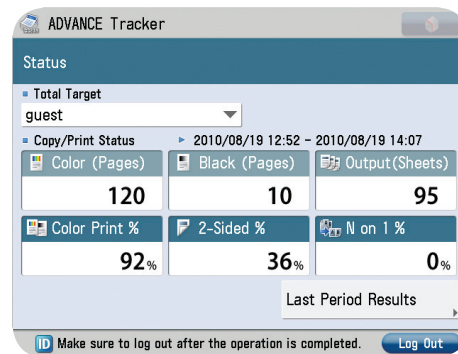 ADVANCE Tracker
Status
Total Target
guest
Copy/Print Status 2010/08/19 12:52 - 2010/08/19 14:07
Color (Pages) Black (Pages) Output(Sheets)
120 10 95
Color Print % 2-Sided % N on 1 %
92% 36% 0%
Last Period Results
ID Make sure to log out after the operation is completed. Log Out